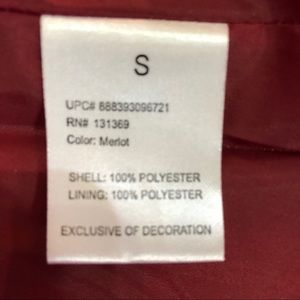 S
UPC# 888393096721
RN# 131369
Color: Merlot
SHELL: 100% POLYESTER
LINING: 100% POLYESTER
EXCLUSIVE OF DECORATION